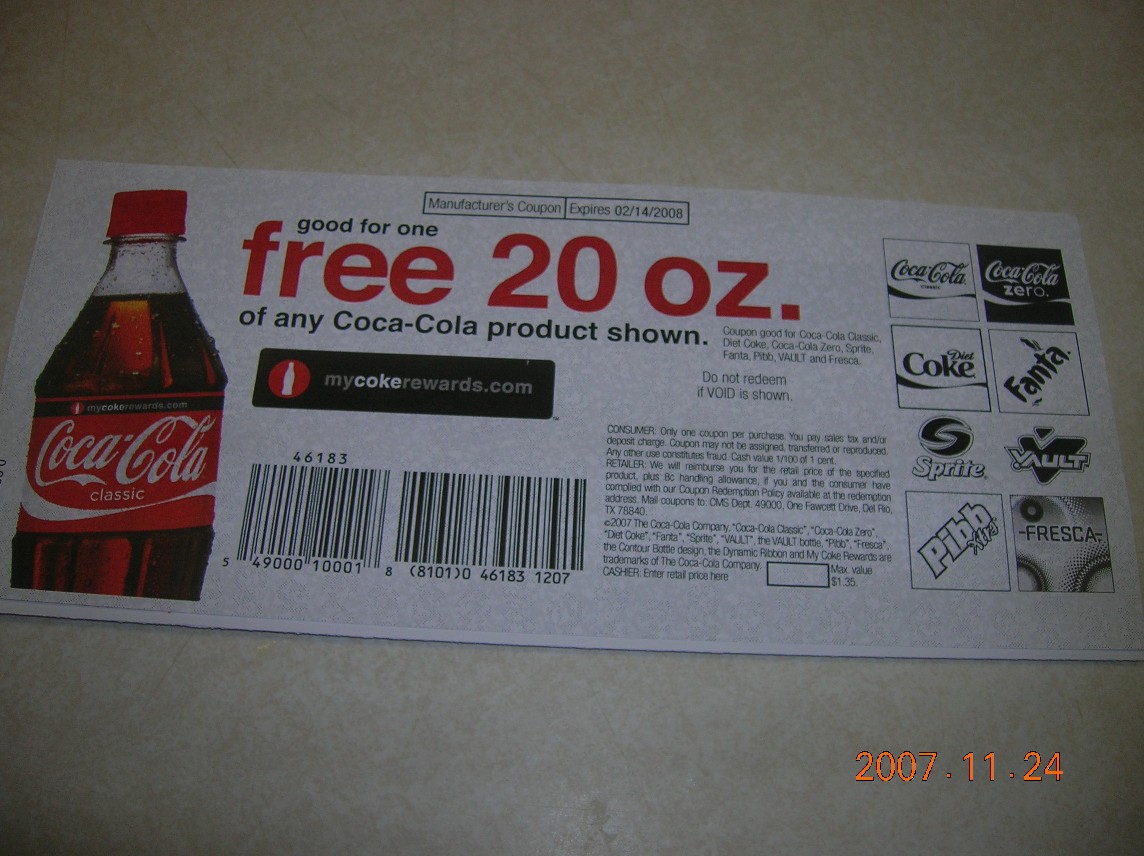 Manufacturer's Coupon Expires 02/14/2008
good for one
free 20 oz.
of any Coca-Cola product shown.
Coupon good for Coca-Cola Classic,
Diet Coke, Coca-Cola Zero, Sprite,
Fanta, Pibb, VAULT and Fresca.
Do not redeem
if VOID is shown.
mycokerewards.com
mycokerewards.com
Coca-Cola
classic
46183
5 49000 10001 8 (8101)0 46183 1207
CONSUMER: Only one coupon per purchase. You pay sales tax and/or
deposit charge. Coupon may not be assigned, transferred or reproduced.
Any other use constitutes fraud. Cash value 1/100 of 1 cent.
RETAILER: We will reimburse you for the retail price of the specified
product, plus 8c handling allowance, if you and the consumer have
complied with our Coupon Redemption Policy available at the redemption
address. Mail coupons to: CMS Dept. 49000, One Fawcett Drive, Del Rio,
TX 78840.
©2007 The Coca-Cola Company. "Coca-Cola Classic", "Coca-Cola Zero",
"Diet Coke", "Fanta", "Sprite", "VAULT", the VAULT bottle, "Pibb", "Fresca",
the Contour Bottle design, the Dynamic Ribbon and My Coke Rewards are
trademarks of The Coca-Cola Company.
CASHIER: Enter retail price here
Max. value
$1.35.
Coca-Cola
classic
Coca-Cola
zero.
Diet
Coke
Fanta
Sprite
VAULT
Pibb
Xtra
FRESCA
2007.11.24